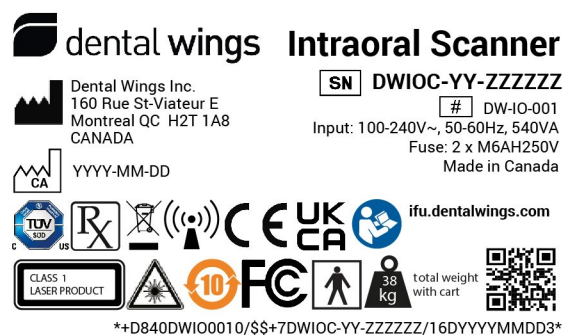 dental wings
Intraoral Scanner
SN DWIOC-YY-ZZZZZZ
# DW-IO-001
Input: 100-240V~, 50-60Hz, 540VA
Fuse: 2 x M6AH250V
Made in Canada
Dental Wings Inc.
160 Rue St-Viateur E
Montreal QC H2T 1A8
CANADA
CA YYYY-MM-DD
TÜV
SÜD
C US
Rx
CE
UK
CA
ifu.dentalwings.com
CLASS 1
LASER PRODUCT
10
FC
38
kg
total weight
with cart
*+D840DWIO0010/$$+7DWIOC-YY-ZZZZZZZ/16DYYYYMMDD3*